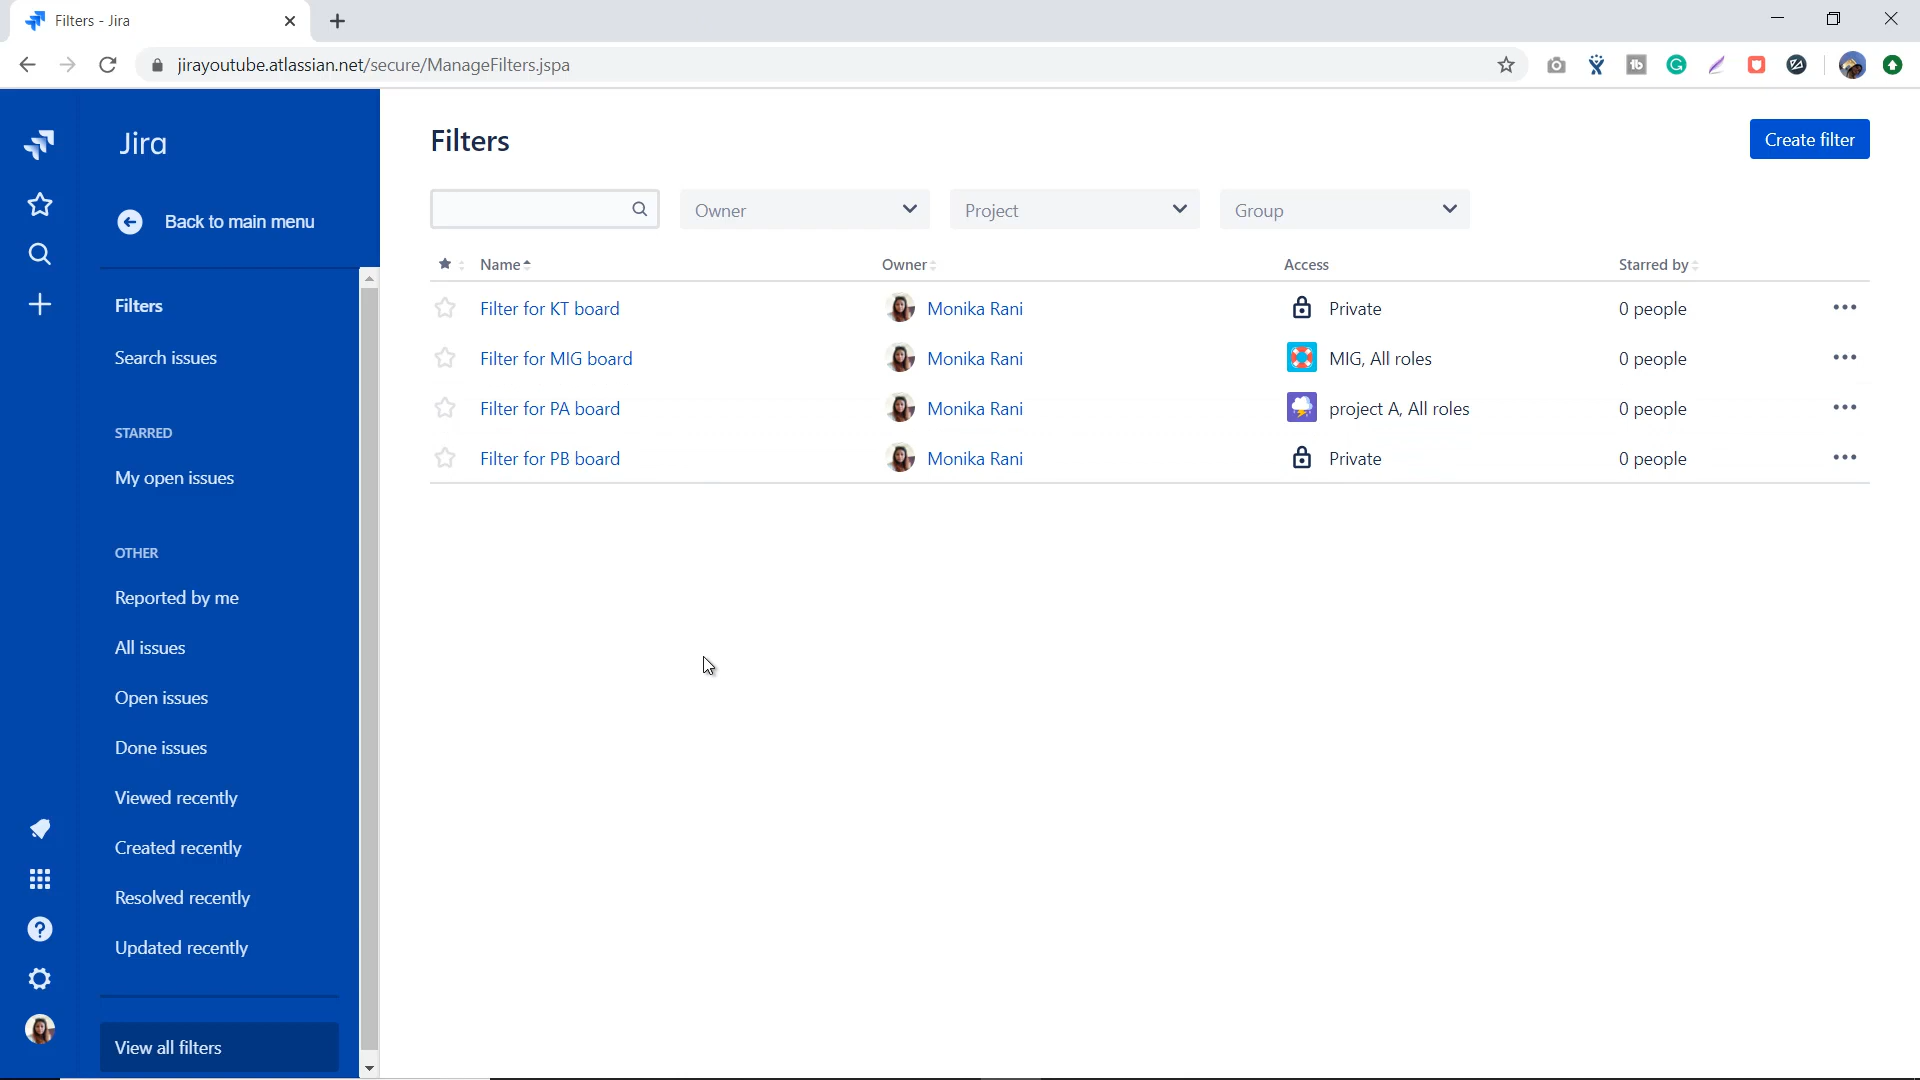 Filters - Jira
jirayoutube.atlassian.net/secure/ManageFilters.jspa
Jira
Back to main menu
Filters
Search issues
STARRED
My open issues
OTHER
Reported by me
All issues
Open issues
Done issues
Viewed recently
Created recently
Resolved recently
Updated recently
View all filters
Filters
Create filter
Owner
Project
Group
Name Owner Access Starred by
Filter for KT board Monika Rani Private 0 people
Filter for MIG board Monika Rani MIG, All roles 0 people
Filter for PA board Monika Rani project A, All roles 0 people
Filter for PB board Monika Rani Private 0 people